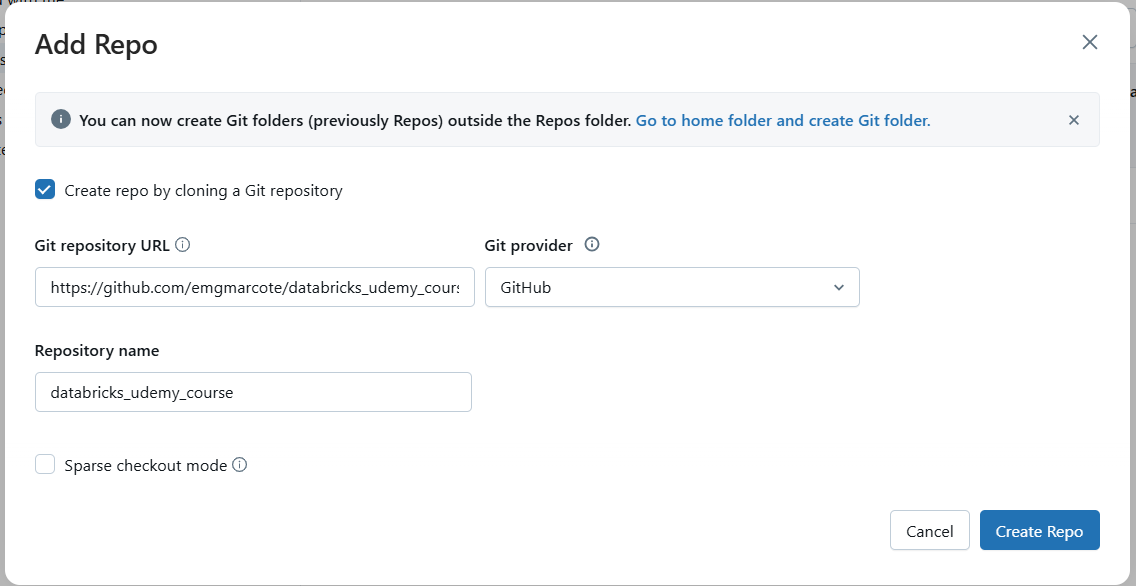 Add Repo
You can now create Git folders (previously Repos) outside the Repos folder. Go to home folder and create Git folder.
Create repo by cloning a Git repository
Git repository URL
Git provider
https://github.com/emgmarcote/databricks_udemy_cours
GitHub
Repository name
databricks_udemy_course
Sparse checkout mode
Cancel
Create Repo